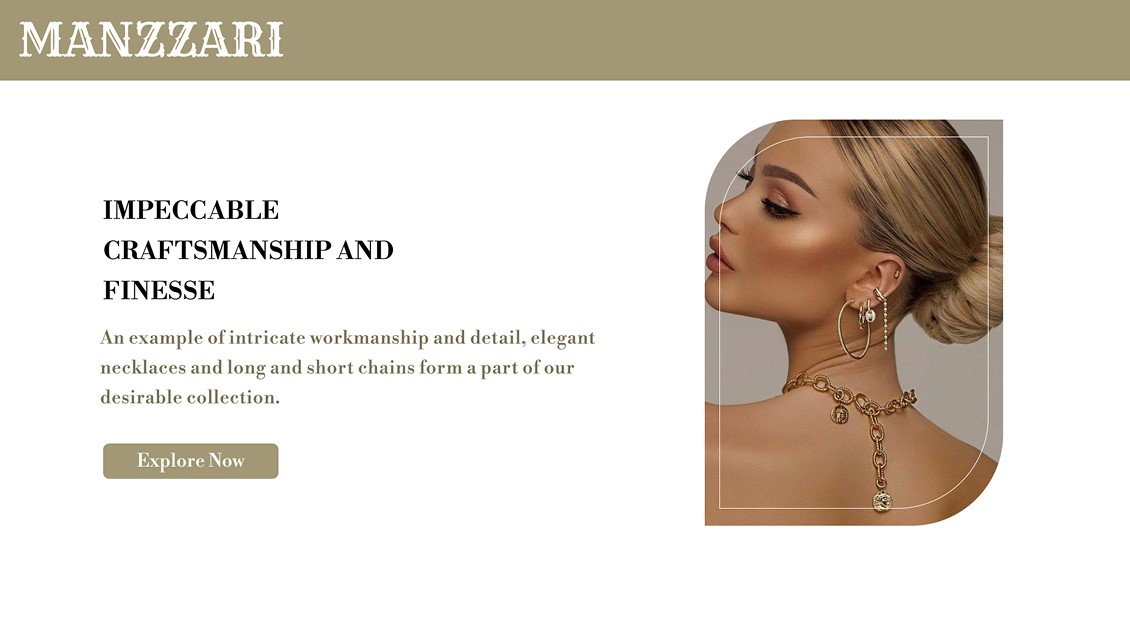 MANZZARI
IMPECCABLE
CRAFTSMANSHIP AND
FINESSE
An example of intricate workmanship and detail, elegant
necklaces and long and short chains form a part of our
desirable collection.
Explore Now